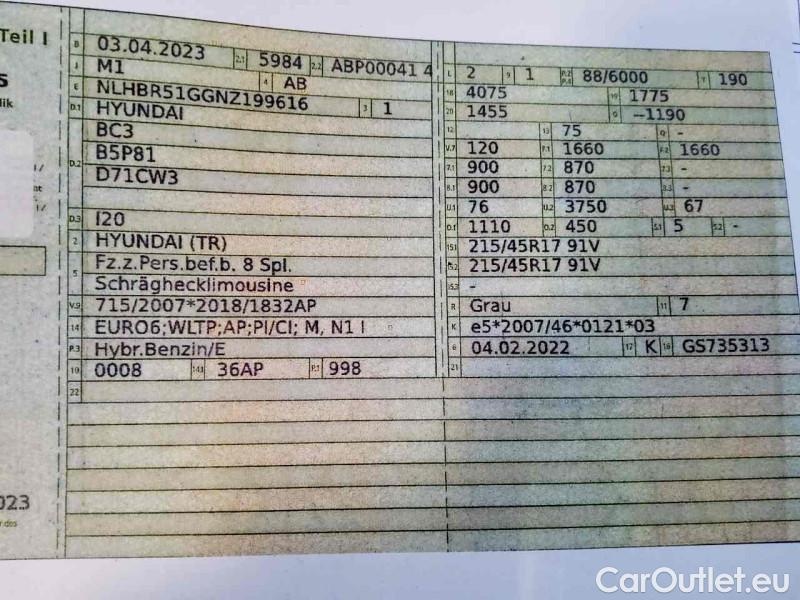 Teil I
B 03.04.2023 2.1 5984 2.2 ABP00041 4
J M1 4 AB
E NLHBR51GGNZ199616 3 1
D.1 HYUNDAI
BC3
D.2 B5P81
D71CW3
D.3 I20
2 HYUNDAI (TR)
5 Fz.z.Pers.bef.b. 8 Spl.
Schräghecklimousine
V.9 715/2007*2018/1832AP
14 EURO6;WLTP;AP;PI/CI; M, N1 I
P.3 Hybr.Benzin/E
10 0008 14.1 36AP P.1 998
22
L 2 9 1 P.2 P.4 88/6000 T 190
18 4075 19 1775
20 1455 G --1190
12 13 75 Q -
V.7 120 F.1 1660 F.2 1660
7.1 900 7.2 870 7.3 -
8.1 900 8.2 870 8.3 -
U.1 76 U.2 3750 U.3 67
O.1 1110 O.2 450 S.1 5 S.2 -
15.1 215/45R17 91V
15.2 215/45R17 91V
15.3 -
R Grau 11 7
K e5*2007/46*0121*03
6 04.02.2022 17 K 16 GS735313
21
023
CarOutlet.eu